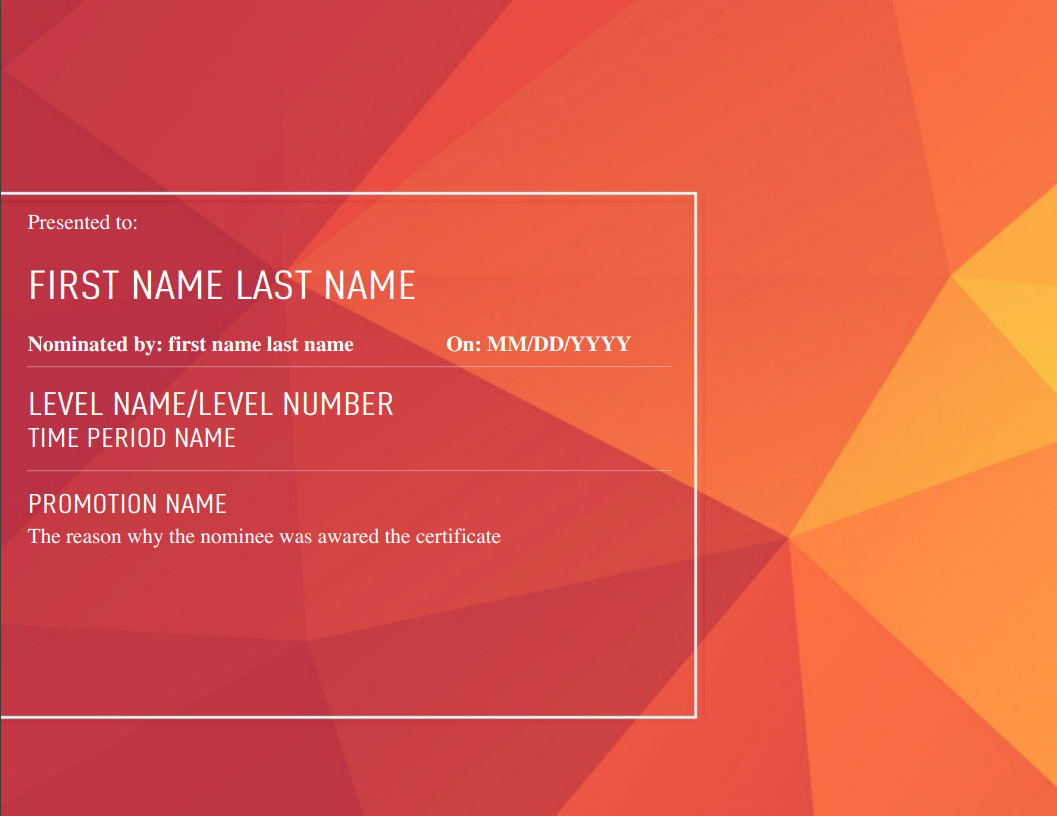 Presented to:
FIRST NAME LAST NAME
Nominated by: first name last name On: MM/DD/YYYY
LEVEL NAME/LEVEL NUMBER
TIME PERIOD NAME
PROMOTION NAME
The reason why the nominee was awared the certificate